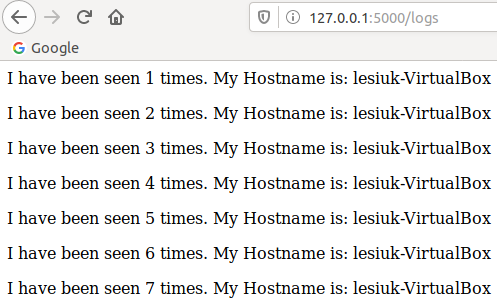 127.0.0.1:5000/logs
Google
I have been seen 1 times. My Hostname is: lesiuk-VirtualBox
I have been seen 2 times. My Hostname is: lesiuk-VirtualBox
I have been seen 3 times. My Hostname is: lesiuk-VirtualBox
I have been seen 4 times. My Hostname is: lesiuk-VirtualBox
I have been seen 5 times. My Hostname is: lesiuk-VirtualBox
I have been seen 6 times. My Hostname is: lesiuk-VirtualBox
I have been seen 7 times. My Hostname is: lesiuk-VirtualBox